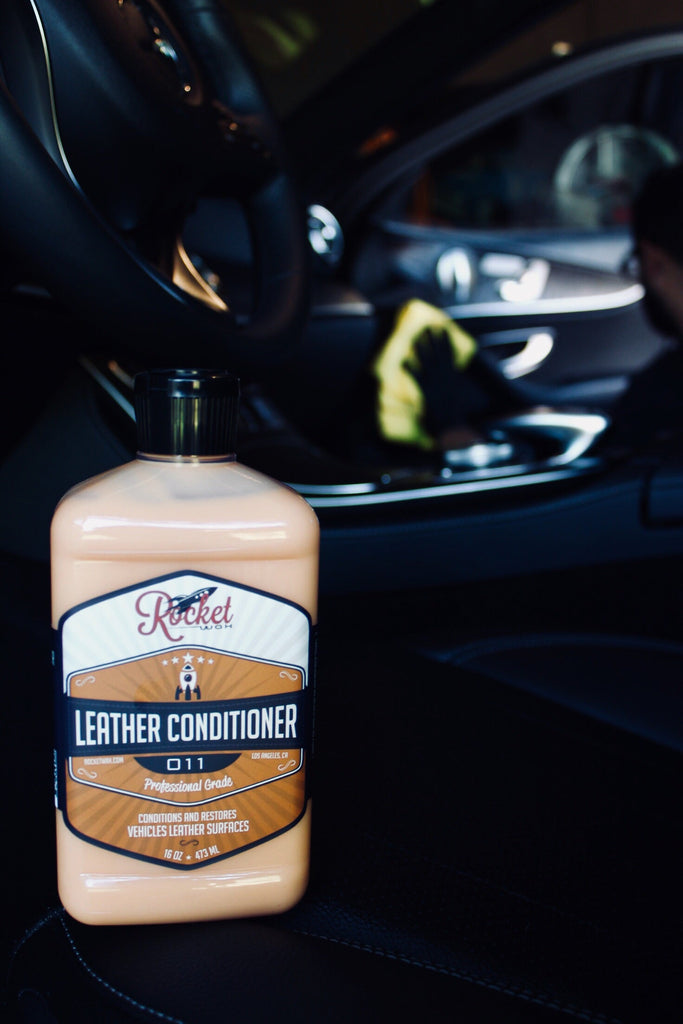 Rocket
WAX
LEATHER CONDITIONER
ROCKETWAX.COM
011
LOS ANGELES, CA
Professional Grade
CONDITIONS AND RESTORES
VEHICLES LEATHER SURFACES
16 OZ ★ 473 ML